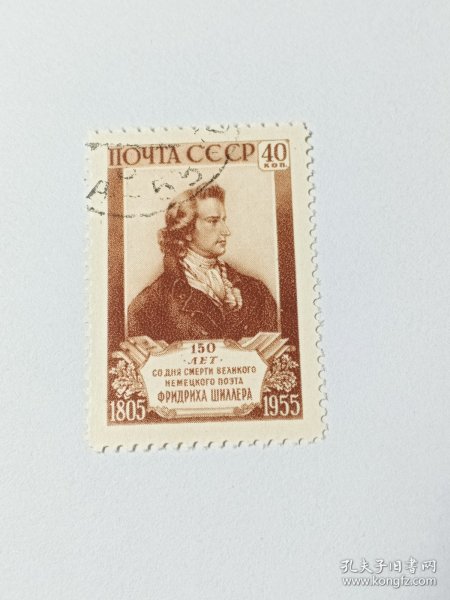 ПОЧТА СССР 40
КОП.
150
ЛЕТ
СО ДНЯ СМЕРТИ ВЕЛИКОГО
НЕМЕЦКОГО ПОЭТА
ФРИДРИХА ШИЛЛЕРА
1805 1955
孔夫子旧书网
www.kongfz.com